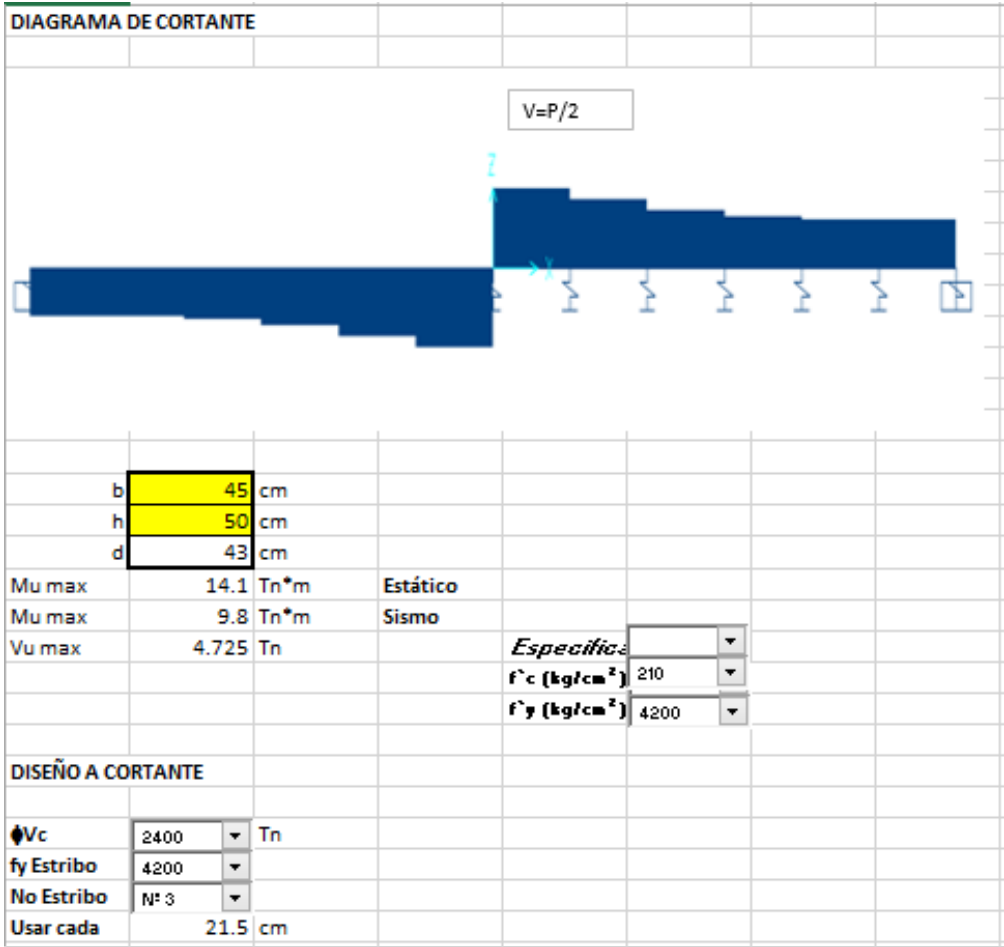 DIAGRAMA DE CORTANTE
V=P/2
Z
b 45 cm
h 50 cm
d 43 cm
Mu max 14.1 Tn*m Estático
Mu max 9.8 Tn*m Sismo
Vu max 4.725 Tn
Específica
f`c (kg/cm²) 210
f`y (kg/cm²) 4200
DISEÑO A CORTANTE
ϕVc 2400 Tn
fy Estribo 4200
No Estribo Nº 3
Usar cada 21.5 cm